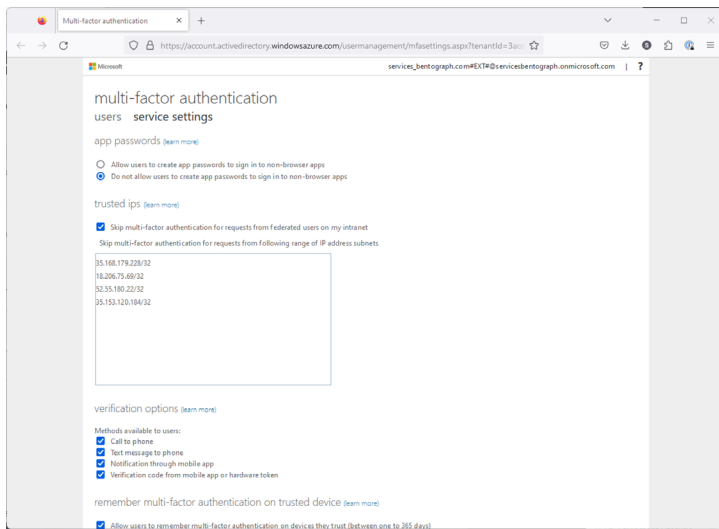 Multi-factor authentication
https://account.activedirectory.windowsazure.com/usermanagement/mfasettings.aspx?tenantId=3ac
Microsoft
services_bentograph.com#EXT#@servicesbentograph.onmicrosoft.com | ?
multi-factor authentication
users service settings
app passwords (learn more)
Allow users to create app passwords to sign in to non-browser apps
Do not allow users to create app passwords to sign in to non-browser apps
trusted ips (learn more)
Skip multi-factor authentication for requests from federated users on my intranet
Skip multi-factor authentication for requests from following range of IP address subnets
35.168.179.228/32
18.206.75.69/32
52.55.180.22/32
35.153.120.184/32
verification options (learn more)
Methods available to users:
Call to phone
Text message to phone
Notification through mobile app
Verification code from mobile app or hardware token
remember multi-factor authentication on trusted device (learn more)
Allow users to remember multi-factor authentication on devices they trust (between one to 365 days)